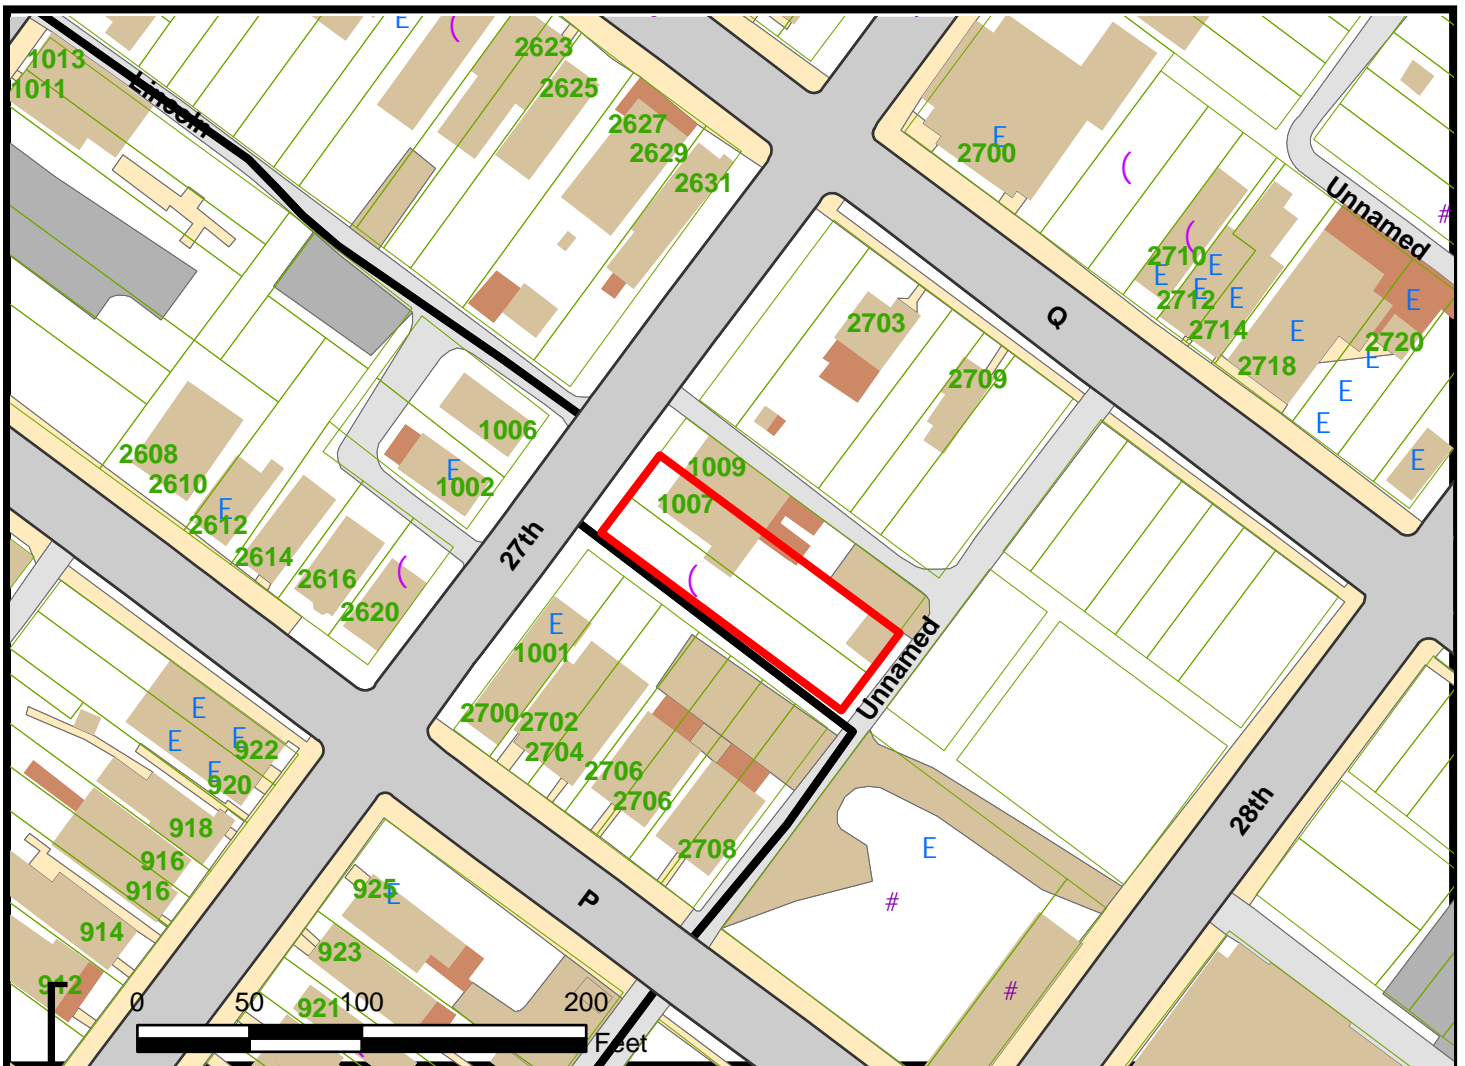 E
(
2623
1013
1011
2625
Lincoln
2627
2629
2631
E
2700
(
Unnamed
#
(
2710
E
E
E
2712
E
2714
E
E
2720
2718
E
E
E
E
Q
2703
2709
1006
E
1002
2608
2610
E
2612
2614
2616
(
2620
27th
1009
1007
(
E
1001
2700
2702
2704
2706
2706
2708
Unnamed
28th
E
#
#
P
E
E
E
922
E
920
918
916
916
914
912
925
E
923
921
0
50
100
200
Feet